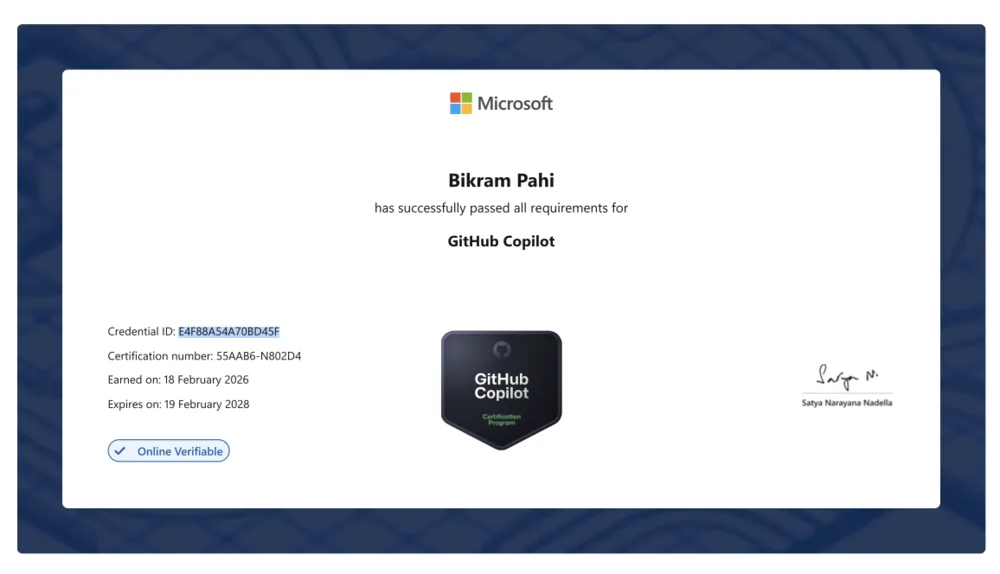 Microsoft
Bikram Pahi
has successfully passed all requirements for
GitHub Copilot
Credential ID: E4F88A54A70BD45F
Certification number: 55AAB6-N802D4
Earned on: 18 February 2026
Expires on: 19 February 2028
Online Verifiable
GitHub
Copilot
Certification
Program
Satya N.
Satya Narayana Nadella